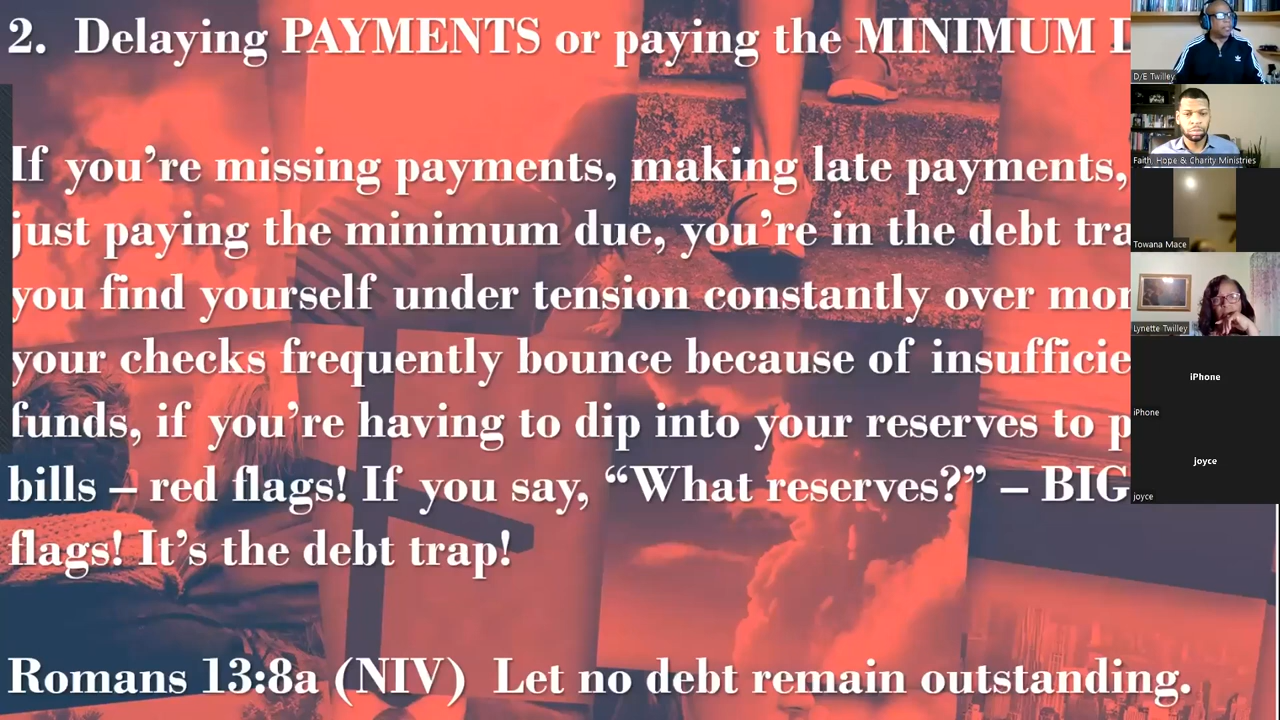 2. Delaying PAYMENTS or paying the MINIMUM
If you’re missing payments, making late payments,
just paying the minimum due, you’re in the debt
you find yourself under tension constantly over
your checks frequently bounce because of
funds, if you’re having to dip into your reserves to
bills – red flags! If you say, “What reserves?” – BIG
flags! It’s the debt trap!
Romans 13:8a (NIV) Let no debt remain outstanding.
D/E Twilley
Faith, Hope & Charity Ministries
Towana Mace
Lynette Twilley
iPhone
iPhone
joyce
joyce